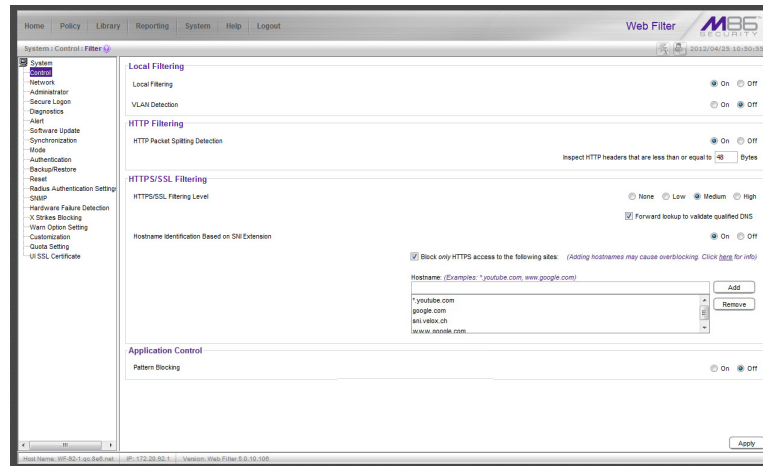 Home Policy Library Reporting System Help Logout
Web Filter
M86
SECURITY
System : Control : Filter
2012/04/25 10:50:55
System
Control
Network
Administrator
Secure Logon
Diagnostics
Alert
Software Update
Synchronization
Mode
Authentication
Backup/Restore
Reset
Radius Authentication Settings
SNMP
Hardware Failure Detection
X Strikes Blocking
Warn Option Setting
Customization
Quota Setting
UI SSL Certificate
Local Filtering
Local Filtering On Off
VLAN Detection On Off
HTTP Filtering
HTTP Packet Splitting Detection On Off
Inspect HTTP headers that are less than or equal to 48 Bytes
HTTPS/SSL Filtering
HTTPS/SSL Filtering Level None Low Medium High
Forward lookup to validate qualified DNS
Hostname Identification Based on SNI Extension On Off
Block only HTTPS access to the following sites: (Adding hostnames may cause overblocking. Click here for info)
Hostname: (Examples: *.youtube.com, www.google.com)
Add
*.youtube.com
google.com
sni.velox.ch
www.google.com
Remove
Application Control
Pattern Blocking On Off
Apply
Host Name: WF-92-1.qc.8e6.net IP: 172.20.92.1 Version: Web Filter 5.0.10.106